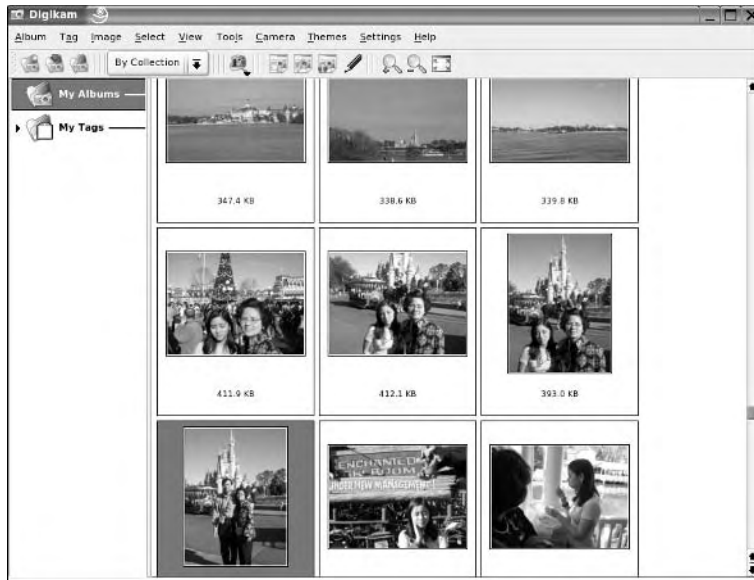 Digikam
Album Tag Image Select View Tools Camera Themes Settings Help
By Collection
My Albums
My Tags
347.4 KB 338.6 KB 339.8 KB
411.9 KB 412.1 KB 393.0 KB
ENCHANTED
UNDER NEW MANAGEMENT!